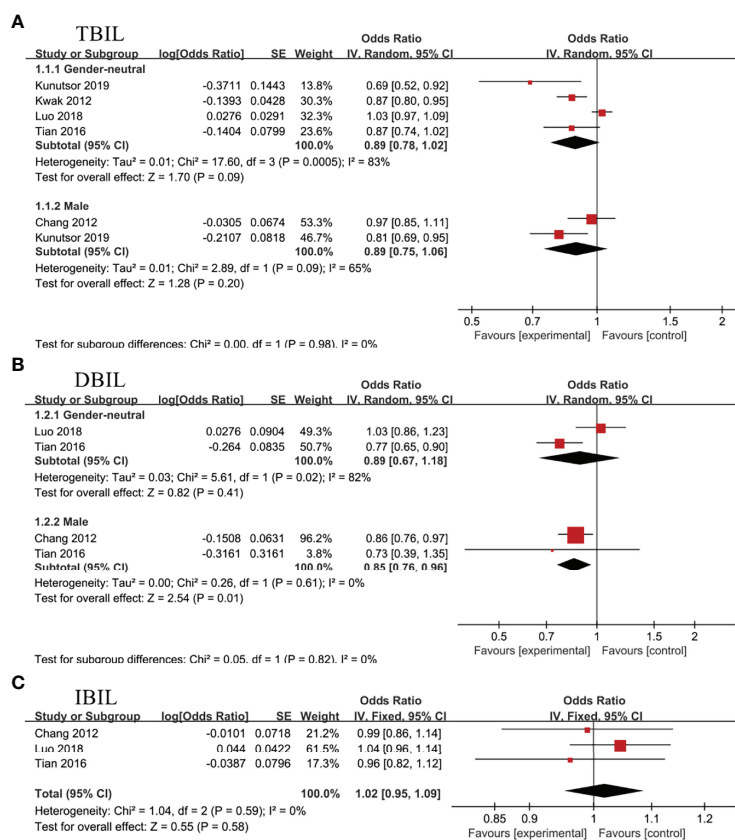 A
TBIL
Odds Ratio Odds Ratio
Study or Subgroup log[Odds Ratio] SE Weight IV, Random, 95% CI IV, Random, 95% CI
1.1.1 Gender-neutral
Kunutsor 2019 -0.3711 0.1443 13.8% 0.69 [0.52, 0.92]
Kwak 2012 -0.1393 0.0428 30.3% 0.87 [0.80, 0.95]
Luo 2018 0.0276 0.0291 32.3% 1.03 [0.97, 1.09]
Tian 2016 -0.1404 0.0799 23.6% 0.87 [0.74, 1.02]
Subtotal (95% CI) 100.0% 0.89 [0.78, 1.02]
Heterogeneity: Tau² = 0.01; Chi² = 17.60, df = 3 (P = 0.0005); I² = 83%
Test for overall effect: Z = 1.70 (P = 0.09)
1.1.2 Male
Chang 2012 -0.0305 0.0674 53.3% 0.97 [0.85, 1.11]
Kunutsor 2019 -0.2107 0.0818 46.7% 0.81 [0.69, 0.95]
Subtotal (95% CI) 100.0% 0.89 [0.75, 1.06]
Heterogeneity: Tau² = 0.01; Chi² = 2.89, df = 1 (P = 0.09); I² = 65%
Test for overall effect: Z = 1.28 (P = 0.20)
0.5 0.7 1 1.5 2
Favours [experimental] Favours [control]
Test for subgroup differences: Chi² = 0.00, df = 1 (P = 0.98), I² = 0%
B
DBIL
Odds Ratio Odds Ratio
Study or Subgroup log[Odds Ratio] SE Weight IV, Random, 95% CI IV, Random, 95% CI
1.2.1 Gender-neutral
Luo 2018 0.0276 0.0904 49.3% 1.03 [0.86, 1.23]
Tian 2016 -0.264 0.0835 50.7% 0.77 [0.65, 0.90]
Subtotal (95% CI) 100.0% 0.89 [0.67, 1.18]
Heterogeneity: Tau² = 0.03; Chi² = 5.61, df = 1 (P = 0.02); I² = 82%
Test for overall effect: Z = 0.82 (P = 0.41)
1.2.2 Male
Chang 2012 -0.1508 0.0631 96.2% 0.86 [0.76, 0.97]
Tian 2016 -0.3161 0.3161 3.8% 0.73 [0.39, 1.35]
Subtotal (95% CI) 100.0% 0.85 [0.76, 0.96]
Heterogeneity: Tau² = 0.00; Chi² = 0.26, df = 1 (P = 0.61); I² = 0%
Test for overall effect: Z = 2.54 (P = 0.01)
0.5 0.7 1 1.5 2
Favours [experimental] Favours [control]
Test for subgroup differences: Chi² = 0.05, df = 1 (P = 0.82), I² = 0%
C
IBIL
Odds Ratio Odds Ratio
Study or Subgroup log[Odds Ratio] SE Weight IV, Fixed, 95% CI IV, Fixed, 95% CI
Chang 2012 -0.0101 0.0718 21.2% 0.99 [0.86, 1.14]
Luo 2018 0.044 0.0422 61.5% 1.04 [0.96, 1.14]
Tian 2016 -0.0387 0.0796 17.3% 0.96 [0.82, 1.12]
Total (95% CI) 100.0% 1.02 [0.95, 1.09]
Heterogeneity: Chi² = 1.04, df = 2 (P = 0.59); I² = 0%
Test for overall effect: Z = 0.55 (P = 0.58)
0.85 0.9 1 1.1 1.2
Favours [experimental] Favours [control]